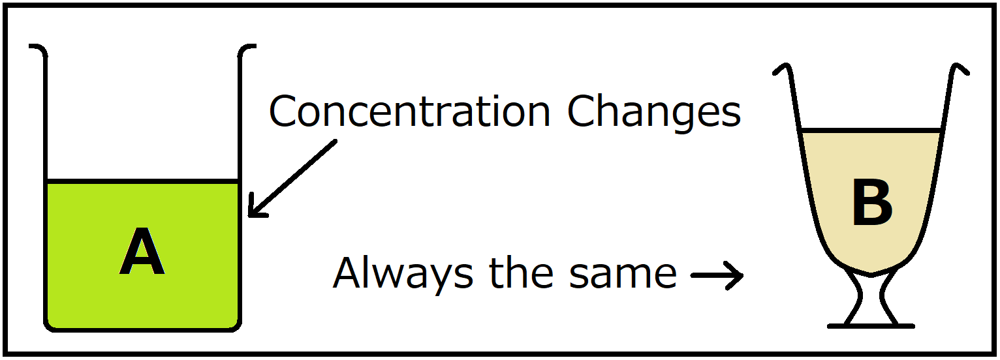 Concentration Changes
A
B
Always the same